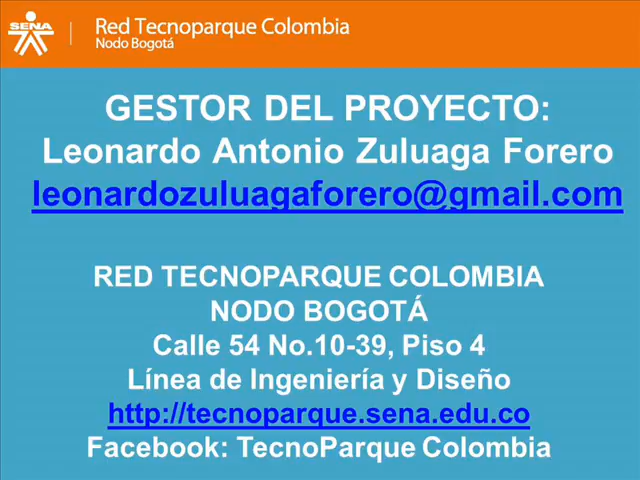 SENA
Red Tecnoparque Colombia
Nodo Bogotá
GESTOR DEL PROYECTO:
Leonardo Antonio Zuluaga Forero
leonardozuluagaforero@gmail.com
RED TECNOPARQUE COLOMBIA
NODO BOGOTÁ
Calle 54 No.10-39, Piso 4
Línea de Ingeniería y Diseño
http://tecnoparque.sena.edu.co
Facebook: TecnoParque Colombia